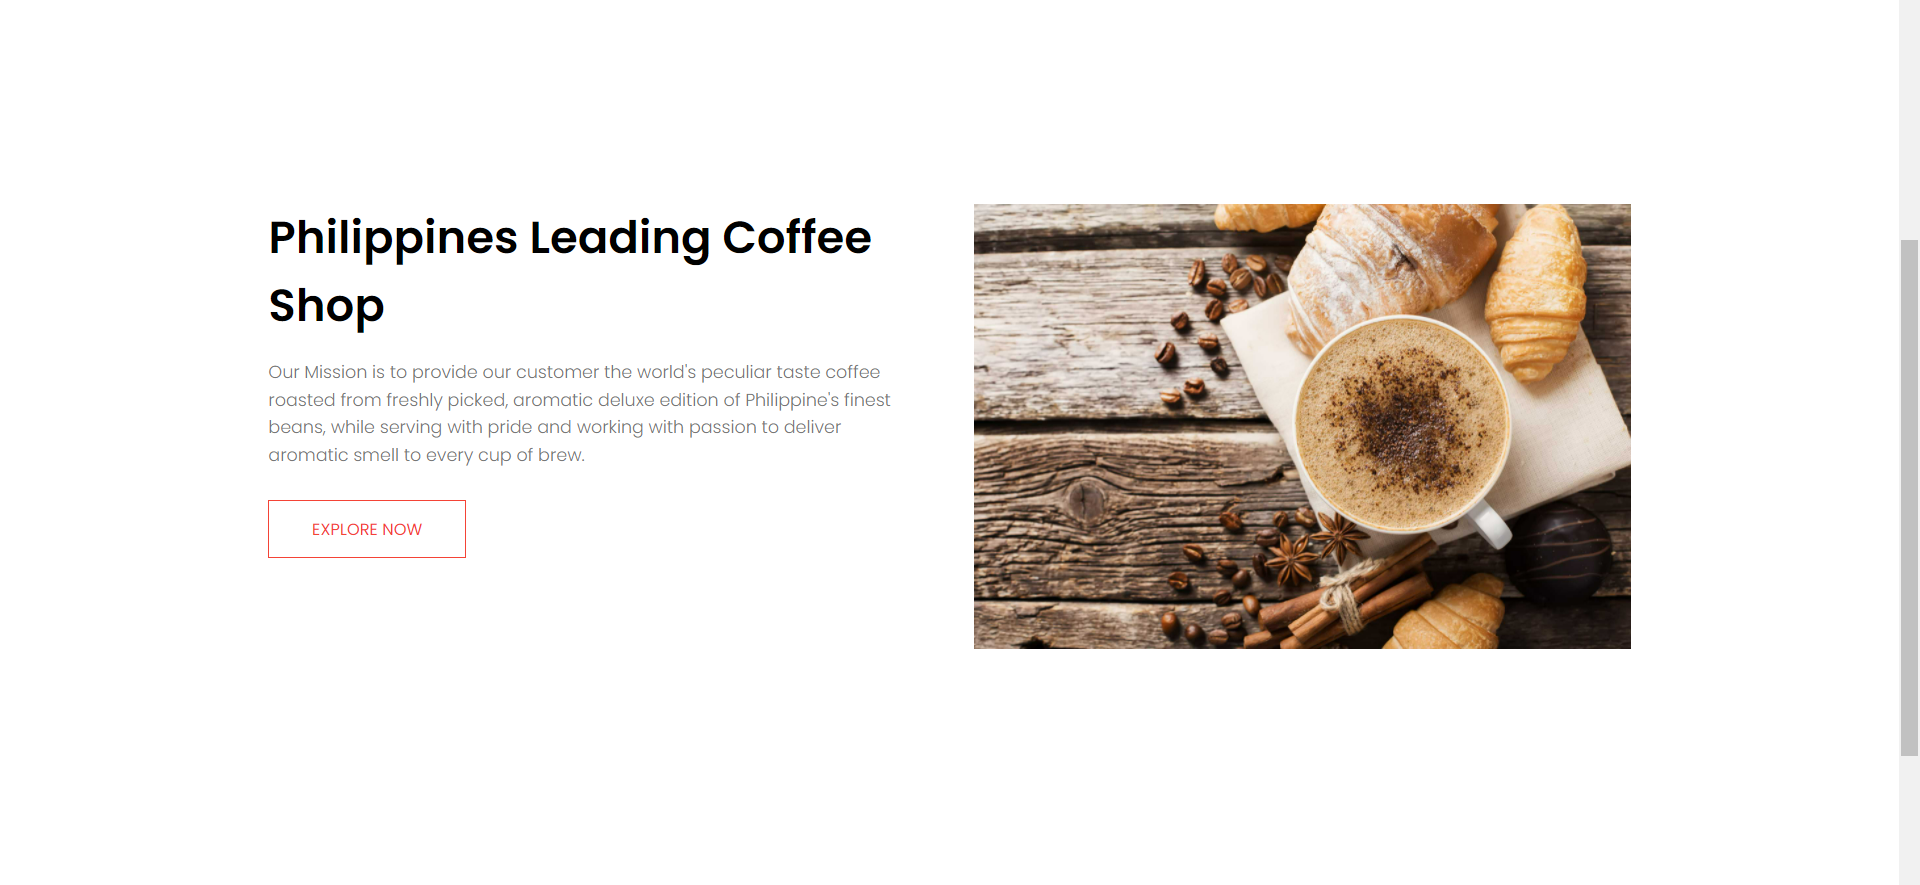 Philippines Leading Coffee
Shop
Our Mission is to provide our customer the world's peculiar taste coffee
roasted from freshly picked, aromatic deluxe edition of Philippine's finest
beans, while serving with pride and working with passion to deliver
aromatic smell to every cup of brew.
EXPLORE NOW